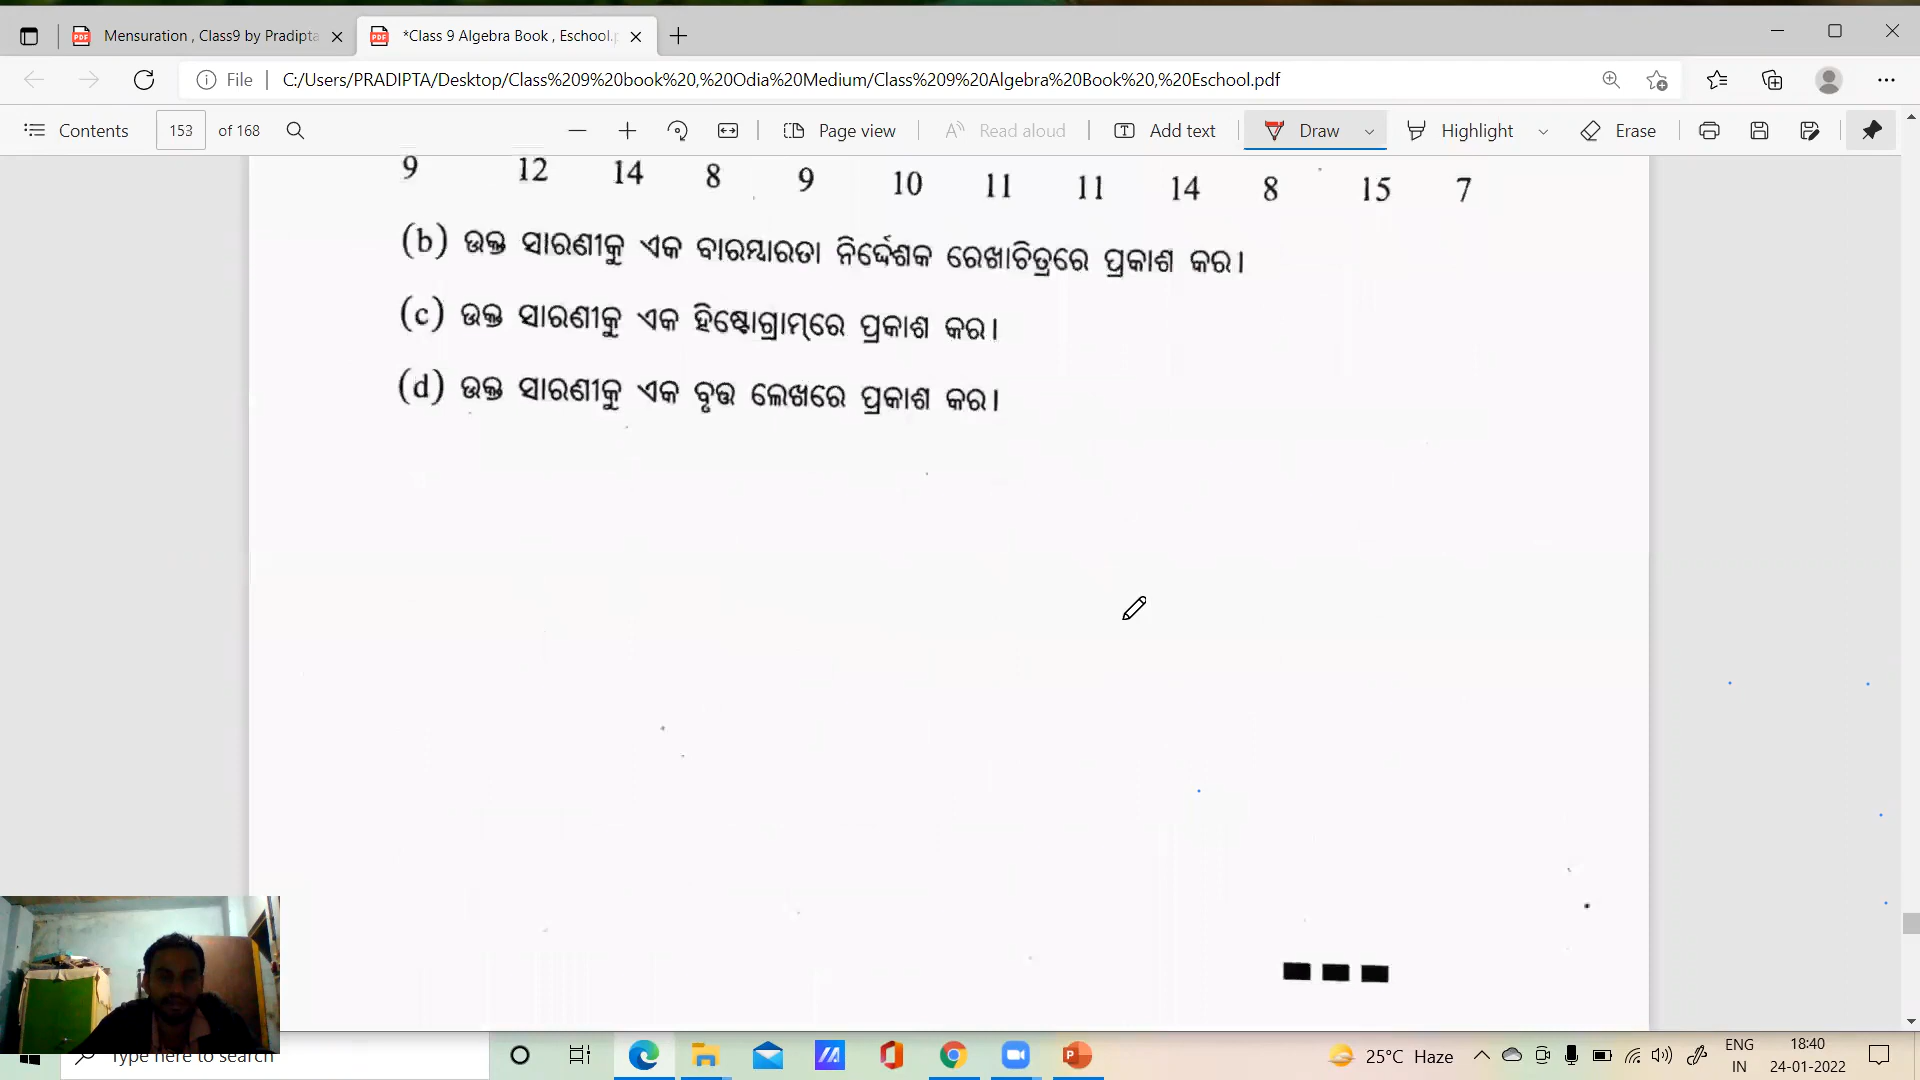 Mensuration , Class9 by Pradipta
*Class 9 Algebra Book , Eschool.
File
C:/Users/PRADIPTA/Desktop/Class%209%20book%20,%20Odia%20Medium/Class%209%20Algebra%20Book%20,%20Eschool.pdf
Contents
153
of 168
Page view
Read aloud
Add text
Draw
Highlight
Erase
9 12 14 8 9 10 11 11 14 8 15 7
(b) ଉକ୍ତ ସାରଣୀକୁ ଏକ ବାରମ୍ବାରତା ନିର୍ଦ୍ଦେଶକ ରେଖାଚିତ୍ରରେ ପ୍ରକାଶ କର।
(c) ଉକ୍ତ ସାରଣୀକୁ ଏକ ହିଷ୍ଟୋଗ୍ରାମ୍‌ରେ ପ୍ରକାଶ କର।
(d) ଉକ୍ତ ସାରଣୀକୁ ଏକ ବୃତ୍ତ ଲେଖରେ ପ୍ରକାଶ କର।
Type here to search
25°C Haze
ENG
IN
18:40
24-01-2022